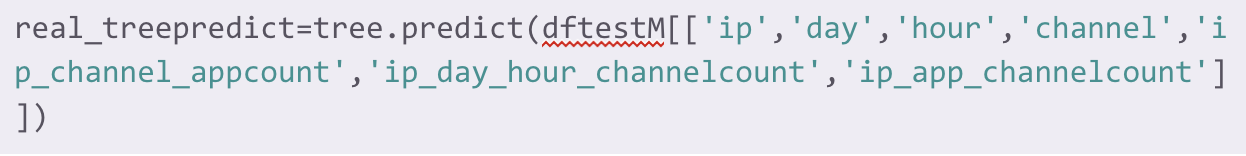 real_treepredict=tree.predict(dftestM[['ip','day','hour','channel','i
p_channel_appcount','ip_day_hour_channelcount','ip_app_channelcount']
])